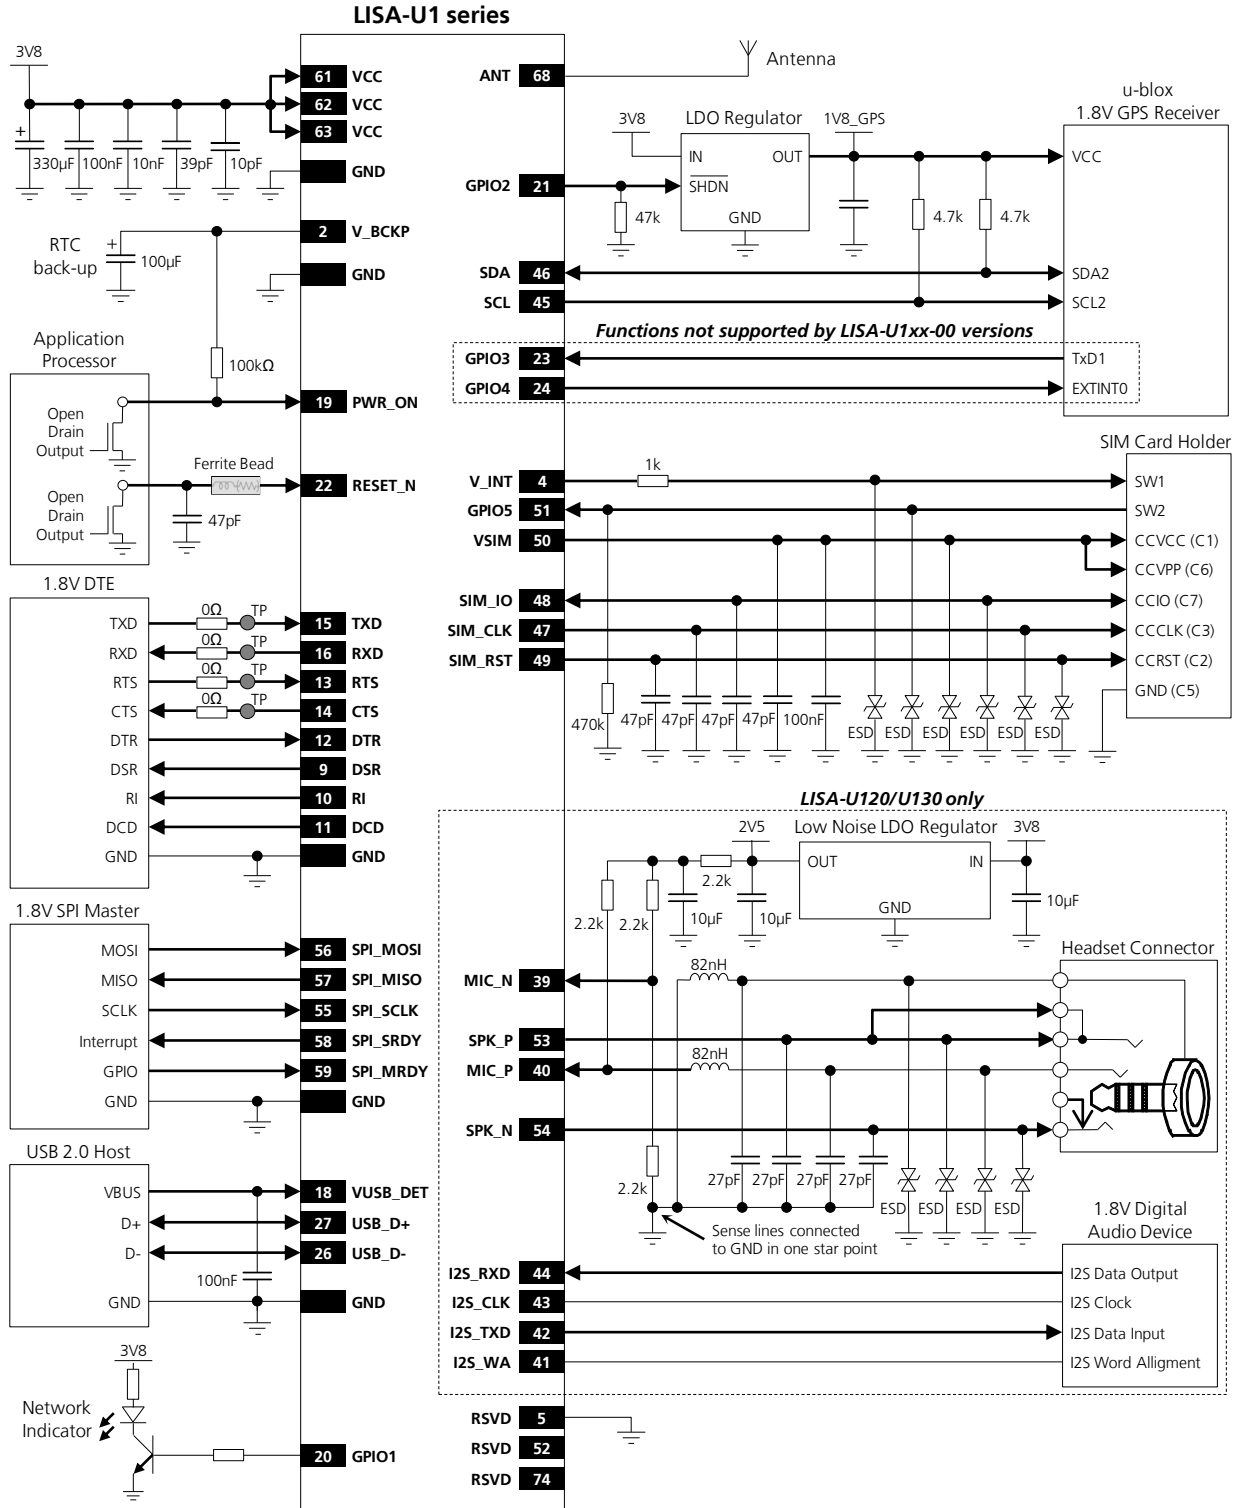 LISA-U1 series
3V8
+
330µF 100nF 10nF 39pF 10pF
61 VCC
62 VCC
63 VCC
GND
RTC
back-up
+
100µF
2 V_BCKP
GND
Application
Processor
100kΩ
Open
Drain
Output
19 PWR_ON
Ferrite Bead
Open
Drain
Output
47pF
22 RESET_N
1.8V DTE
TXD 0Ω TP 15 TXD
RXD 0Ω TP 16 RXD
RTS 0Ω TP 13 RTS
CTS 0Ω TP 14 CTS
DTR 12 DTR
DSR 9 DSR
RI 10 RI
DCD 11 DCD
GND GND
1.8V SPI Master
MOSI 56 SPI_MOSI
MISO 57 SPI_MISO
SCLK 55 SPI_SCLK
Interrupt 58 SPI_SRDY
GPIO 59 SPI_MRDY
GND GND
USB 2.0 Host
VBUS 18 VUSB_DET
D+ 27 USB_D+
D- 26 USB_D-
100nF
GND GND
3V8
Network
Indicator
20 GPIO1
ANT 68
Antenna
u-blox
1.8V GPS Receiver
3V8 LDO Regulator 1V8_GPS
IN OUT VCC
GPIO2 21 SHDN
47k GND 4.7k 4.7k
SDA 46 SDA2
SCL 45 SCL2
Functions not supported by LISA-U1xx-00 versions
GPIO3 23 TxD1
GPIO4 24 EXTINT0
SIM Card Holder
V_INT 4 1k SW1
GPIO5 51 SW2
VSIM 50 CCVCC (C1)
CCVPP (C6)
SIM_IO 48 CCIO (C7)
SIM_CLK 47 CCCLK (C3)
SIM_RST 49 CCRST (C2)
GND (C5)
470k 47pF 47pF 47pF 47pF 100nF ESD ESD ESD ESD ESD ESD
LISA-U120/U130 only
2V5 Low Noise LDO Regulator 3V8
OUT IN
GND
2.2k
2.2k 2.2k 10µF 10µF 10µF
Headset Connector
82nH
MIC_N 39
SPK_P 53
82nH
MIC_P 40
SPK_N 54
2.2k 27pF 27pF 27pF 27pF ESD ESD ESD ESD
Sense lines connected
to GND in one star point
1.8V Digital
Audio Device
I2S_RXD 44 I2S Data Output
I2S_CLK 43 I2S Clock
I2S_TXD 42 I2S Data Input
I2S_WA 41 I2S Word Alligment
RSVD 5
RSVD 52
RSVD 74